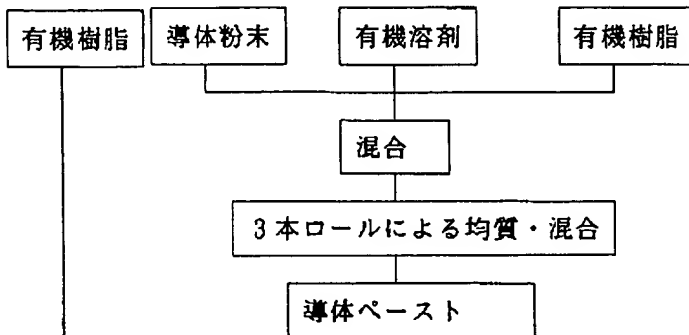 有機樹脂
導体粉末
有機溶剤
有機樹脂
混合
3本ロールによる均質・混合
導体ペースト